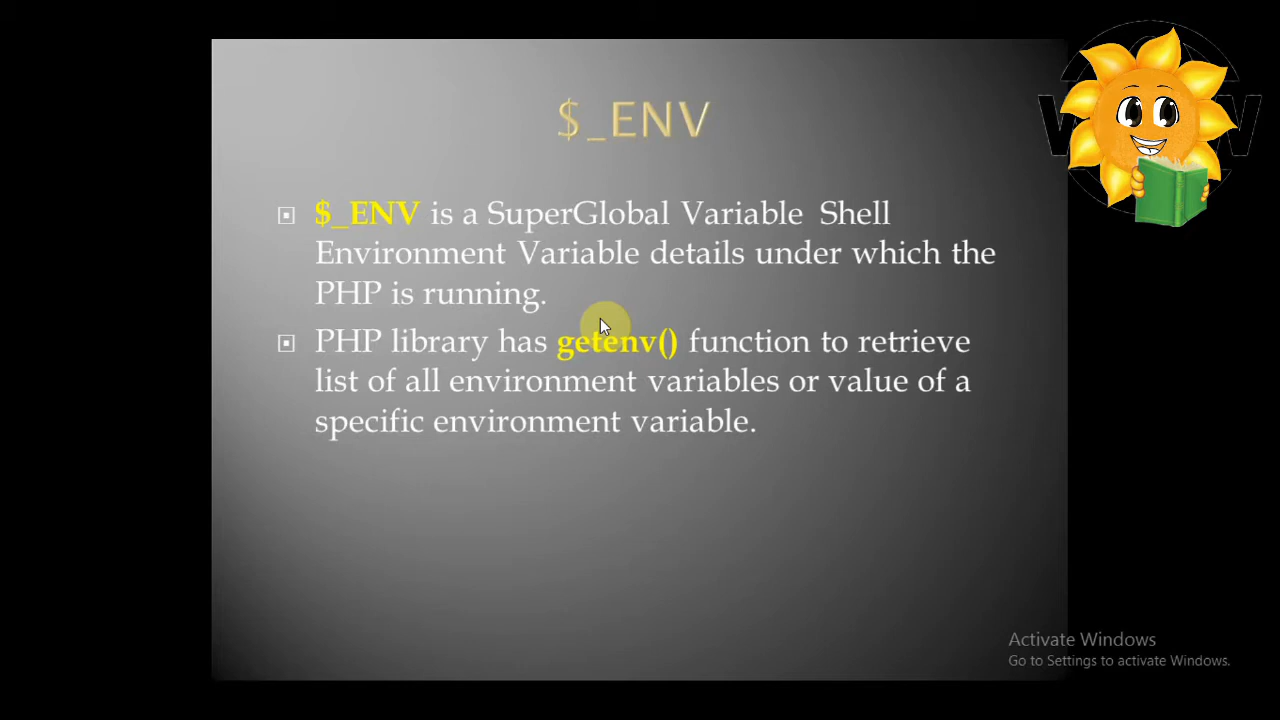 $_ENV
$_ENV is a SuperGlobal Variable Shell
Environment Variable details under which the
PHP is running.
PHP library has getenv() function to retrieve
list of all environment variables or value of a
specific environment variable.
Activate Windows
Go to Settings to activate Windows.